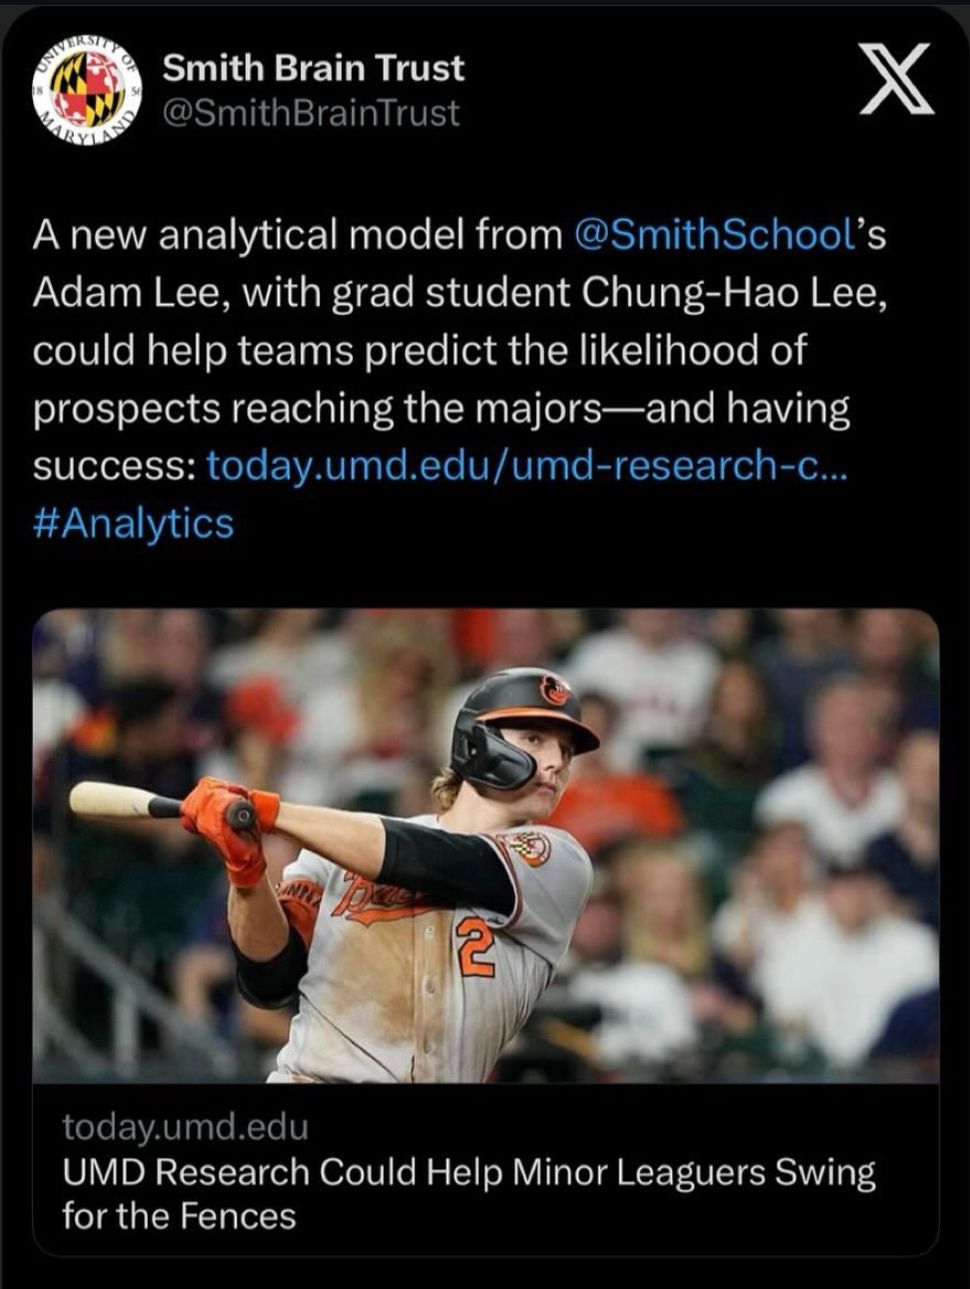 UNIVERSITY OF
18 56
MARYLAND
Smith Brain Trust
@SmithBrainTrust
X
A new analytical model from @SmithSchool’s
Adam Lee, with grad student Chung-Hao Lee,
could help teams predict the likelihood of
prospects reaching the majors—and having
success: today.umd.edu/umd-research-c...
#Analytics
2
today.umd.edu
UMD Research Could Help Minor Leaguers Swing
for the Fences